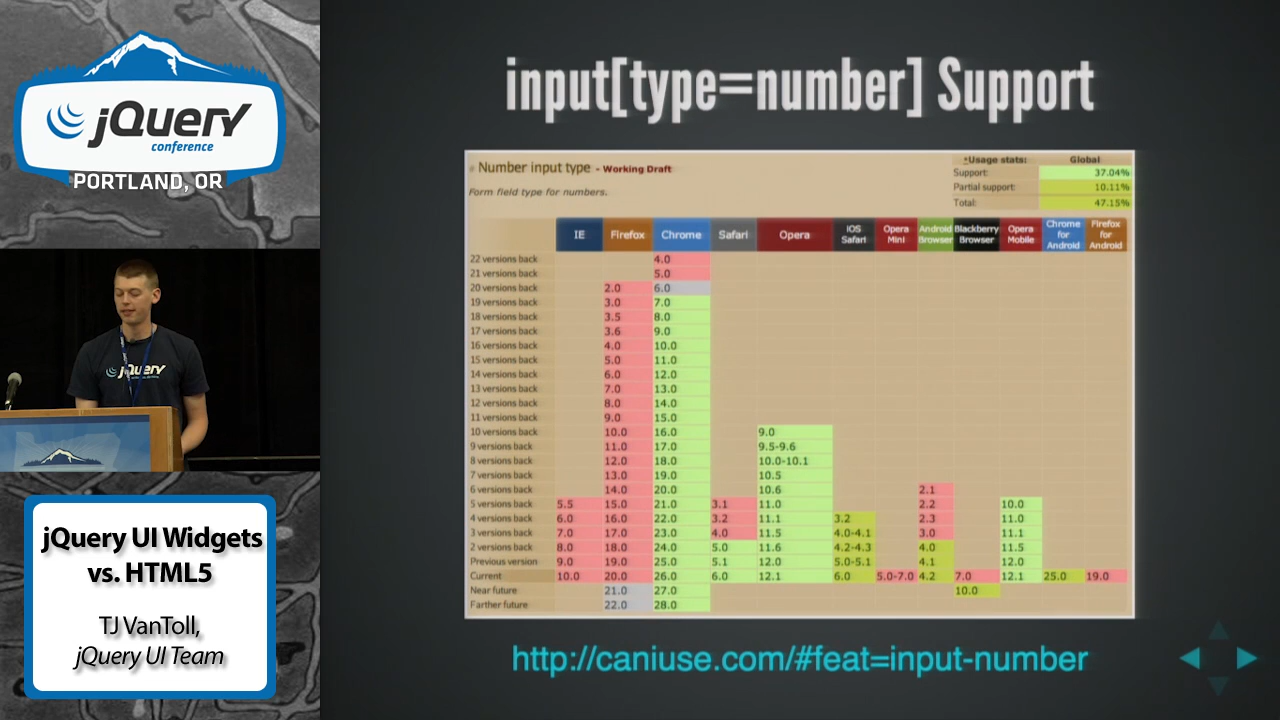 jQuery
conference
PORTLAND, OR
jQuery
jQuery UI Widgets
vs. HTML5
TJ VanToll,
jQuery UI Team
input[type=number] Support
Number input type - Working Draft
Form field type for numbers.
*Usage stats: Global
Support: 37.04%
Partial support: 10.11%
Total: 47.15%
IE Firefox Chrome Safari Opera iOS Safari Opera Mini Android Browser Blackberry Browser Opera Mobile Chrome for Android Firefox for Android
22 versions back 4.0
21 versions back 5.0
20 versions back 2.0 6.0
19 versions back 3.0 7.0
18 versions back 3.5 8.0
17 versions back 3.6 9.0
16 versions back 4.0 10.0
15 versions back 5.0 11.0
14 versions back 6.0 12.0
13 versions back 7.0 13.0
12 versions back 8.0 14.0
11 versions back 9.0 15.0
10 versions back 10.0 16.0 9.0
9 versions back 11.0 17.0 9.5-9.6
8 versions back 12.0 18.0 10.0-10.1
7 versions back 13.0 19.0 10.5
6 versions back 14.0 20.0 10.6 2.1
5 versions back 5.5 15.0 21.0 3.1 11.0 2.2 10.0
4 versions back 6.0 16.0 22.0 3.2 11.1 3.2 2.3 11.0
3 versions back 7.0 17.0 23.0 4.0 11.5 4.0-4.1 3.0 11.1
2 versions back 8.0 18.0 24.0 5.0 11.6 4.2-4.3 4.0 11.5
Previous version 9.0 19.0 25.0 5.1 12.0 5.0-5.1 4.1 12.0
Current 10.0 20.0 26.0 6.0 12.1 6.0 5.0-7.0 4.2 7.0 12.1 25.0 19.0
Near future 21.0 27.0 10.0
Farther future 22.0 28.0
http://caniuse.com/#feat=input-number